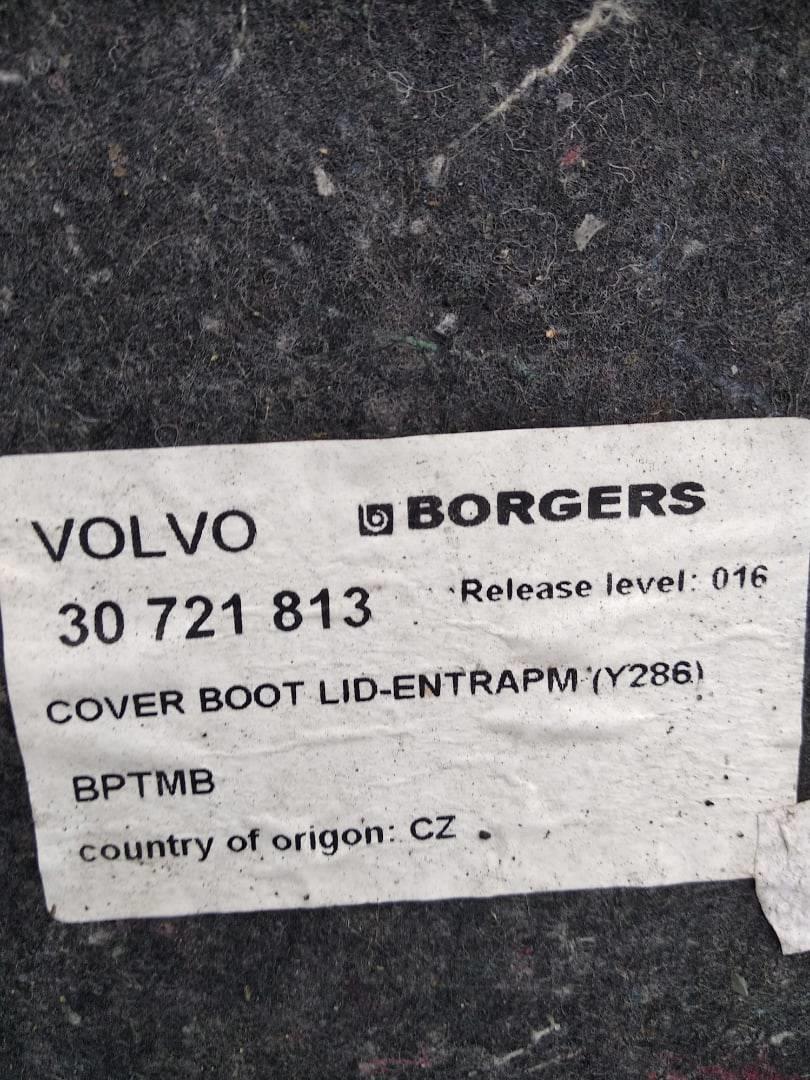 VOLVO BORGERS
30 721 813 Release level: 016
COVER BOOT LID-ENTRAPM (Y286)
BPTMB
country of origon: CZ